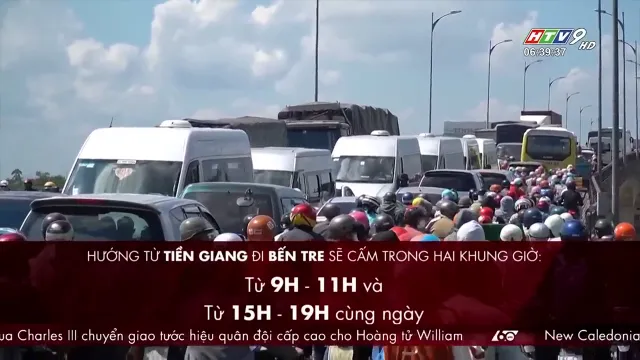 HTV9 HD
06:39:37
HƯỚNG TỪ TIỀN GIANG ĐI BẾN TRE SẼ CẤM TRONG HAI KHUNG GIỜ:
Từ 9H - 11H và
Từ 15H - 19H cùng ngày
ua Charles III chuyển giao tước hiệu quân đội cấp cao cho Hoàng tử William 60 New Caledonia